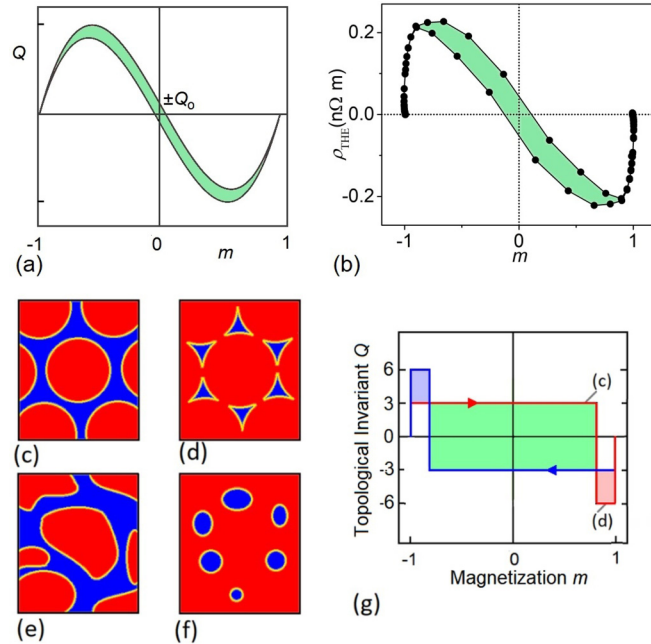 Q
±Q₀
-1
0
m
1
(a)
0.2
0.0
-0.2
ρTHE(nΩ m)
-1
0
m
1
(b)
(c)
(d)
(e)
(f)
Topological Invariant Q
6
3
0
-3
-6
(c)
(d)
-1
0
1
Magnetization m
(g)